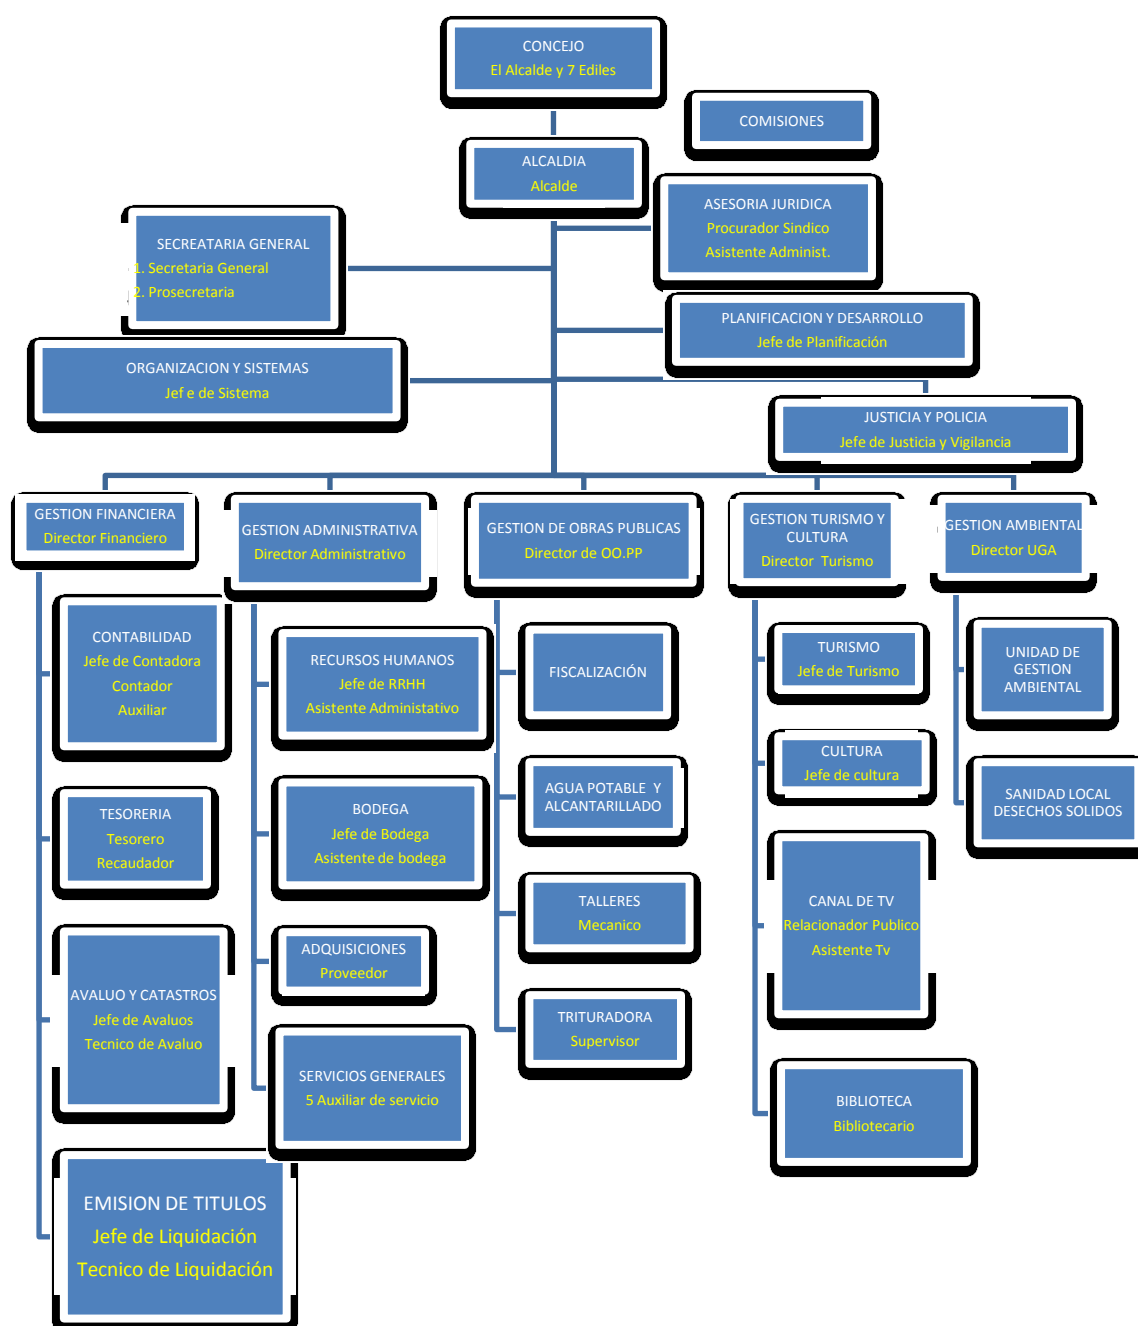 CONCEJO
El Alcalde y 7 Ediles
COMISIONES
ALCALDIA
Alcalde
ASESORIA JURIDICA
Procurador Sindico
Asistente Administ.
SECREATARIA GENERAL
1. Secretaria General
2. Prosecretaria
PLANIFICACION Y DESARROLLO
Jefe de Planificación
ORGANIZACION Y SISTEMAS
Jef e de Sistema
JUSTICIA Y POLICIA
Jefe de Justicia y Vigilancia
GESTION FINANCIERA
Director Financiero
GESTION ADMINISTRATIVA
Director Administrativo
GESTION DE OBRAS PUBLICAS
Director de OO.PP
GESTION TURISMO Y
CULTURA
Director  Turismo
GESTION AMBIENTAL
Director UGA
CONTABILIDAD
Jefe de Contadora
Contador
Auxiliar
TESORERIA
Tesorero
Recaudador
AVALUO Y CATASTROS
Jefe de Avaluos
Tecnico de Avaluo
EMISION DE TITULOS
Jefe de Liquidación
Tecnico de Liquidación
RECURSOS HUMANOS
Jefe de RRHH
Asistente Administativo
BODEGA
Jefe de Bodega
Asistente de bodega
ADQUISICIONES
Proveedor
SERVICIOS GENERALES
5 Auxiliar de servicio
FISCALIZACIÓN
AGUA POTABLE  Y
ALCANTARILLADO
TALLERES
Mecanico
TRITURADORA
Supervisor
TURISMO
Jefe de Turismo
CULTURA
Jefe de cultura
CANAL DE TV
Relacionador Publico
Asistente Tv
BIBLIOTECA
Bibliotecario
UNIDAD DE
GESTION
AMBIENTAL
SANIDAD LOCAL
DESECHOS SOLIDOS